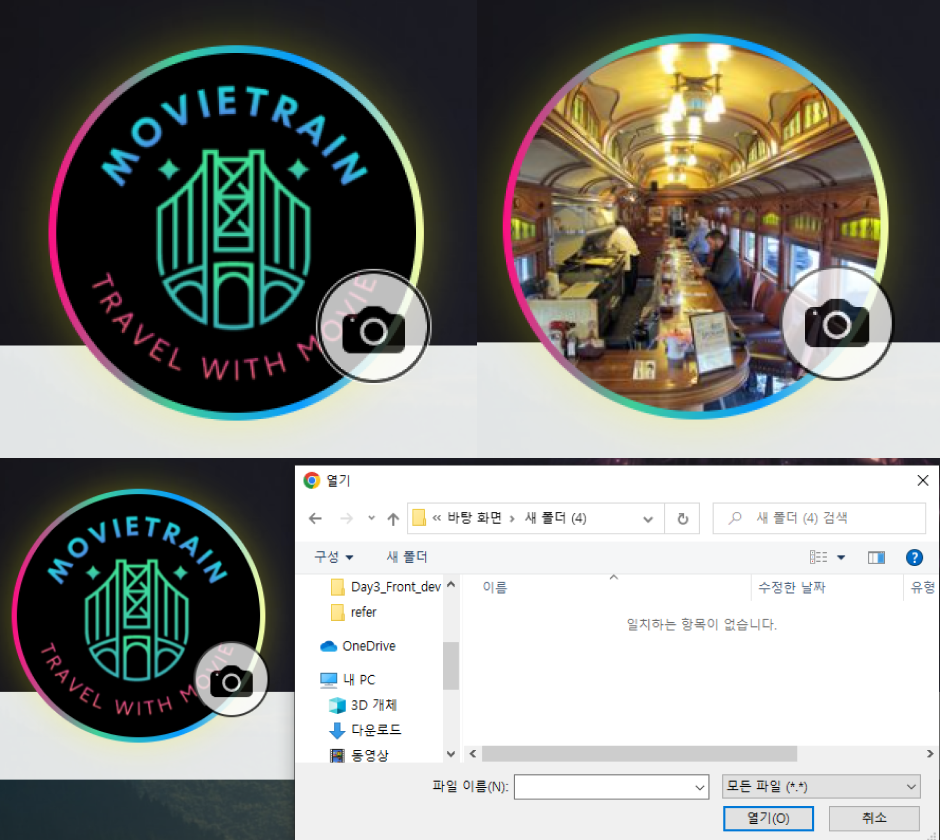 MOVIETRAIN
TRAVEL WITH MOVIE
MOVIETRAIN
TRAVEL WITH MOVIE
열기
« 바탕 화면 › 새 폴더 (4)
새 폴더 (4) 검색
구성 새 폴더
Day3_Front_dev
refer
OneDrive
내 PC
3D 개체
다운로드
동영상
이름 수정한 날짜 유형
일치하는 항목이 없습니다.
파일 이름(N): 모든 파일 (*.*)
열기(O) 취소